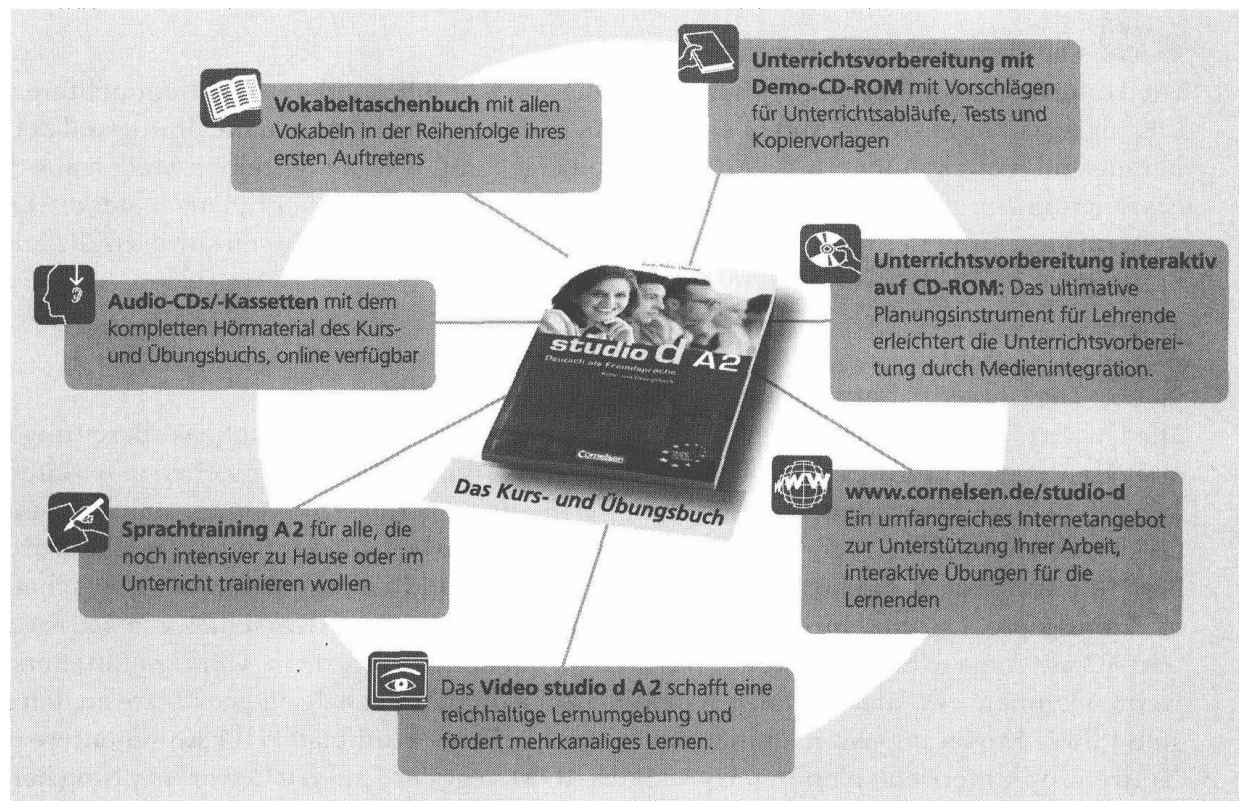 Vokabeltaschenbuch mit allen
Vokabeln in der Reihenfolge ihres
ersten Auftretens
Unterrichtsvorbereitung mit
Demo-CD-ROM mit Vorschlägen
für Unterrichtsabläufe, Tests und
Kopiervorlagen
Audio-CDs/-Kassetten mit dem
kompletten Hörmaterial des Kurs-
und Übungsbuchs, online verfügbar
Unterrichtsvorbereitung interaktiv
auf CD-ROM: Das ultimative
Planungsinstrument für Lehrende
erleichtert die Unterrichtsvorberei-
tung durch Medienintegration.
studio d A2
Deutsch als Fremdsprache
Kurs- und Übungsbuch
Cornelsen
Das Kurs- und Übungsbuch
Sprachtraining A2 für alle, die
noch intensiver zu Hause oder im
Unterricht trainieren wollen
WWW
www.cornelsen.de/studio-d
Ein umfangreiches Internetangebot
zur Unterstützung Ihrer Arbeit,
interaktive Übungen für die
Lernenden
Das Video studio d A2 schafft eine
reichhaltige Lernumgebung und
fördert mehrkanaliges Lernen.